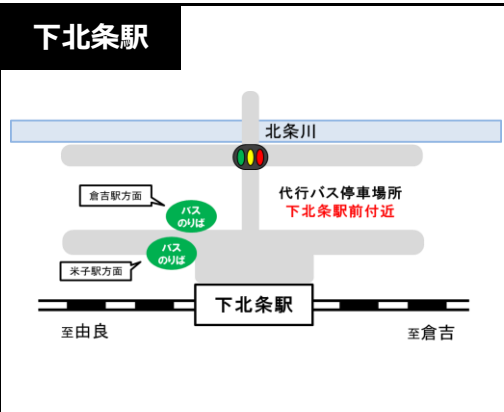 下北条駅
北条川
代行バス停車場所
下北条駅前付近
倉吉駅方面
バス
のりば
バス
のりば
米子駅方面
下北条駅
至由良
至倉吉